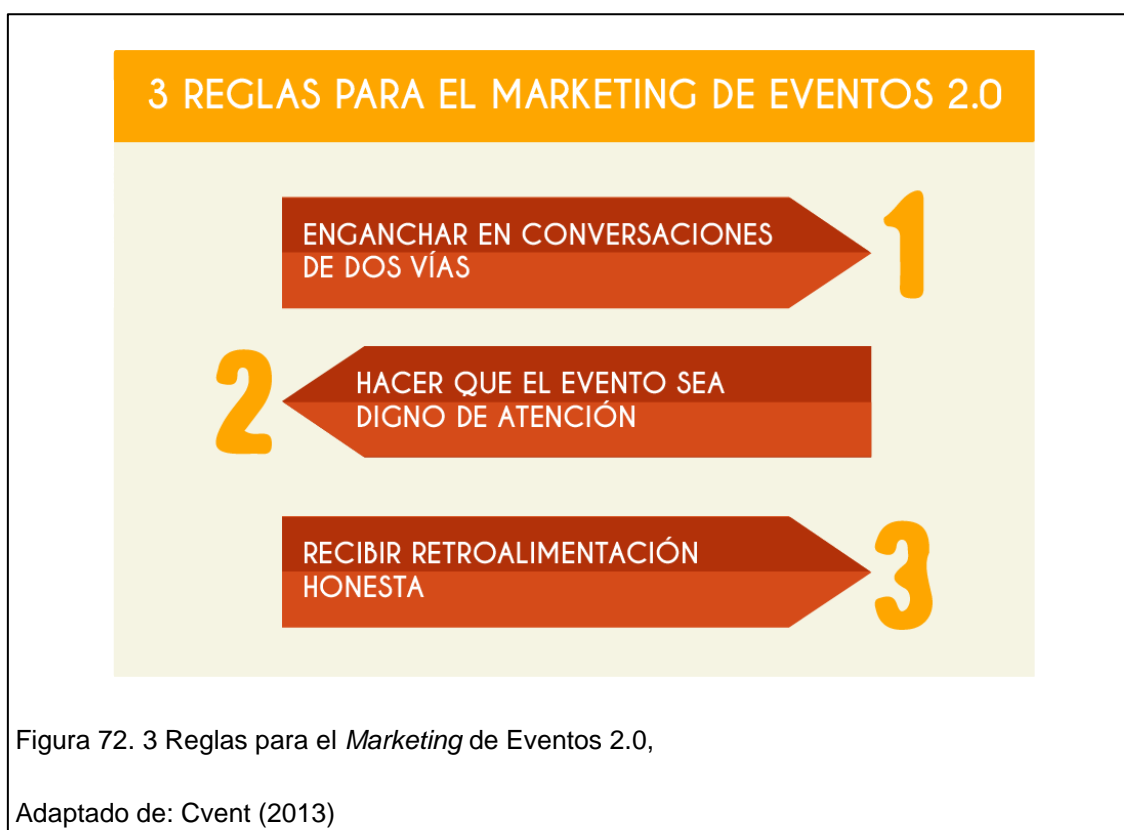 3 REGLAS PARA EL MARKETING DE EVENTOS 2.0
ENGANCHAR EN CONVERSACIONES
DE DOS VÍAS
1
2
HACER QUE EL EVENTO SEA
DIGNO DE ATENCIÓN
RECIBIR RETROALIMENTACIÓN
HONESTA
3
Figura 72. 3 Reglas para el Marketing de Eventos 2.0,
Adaptado de: Cvent (2013)